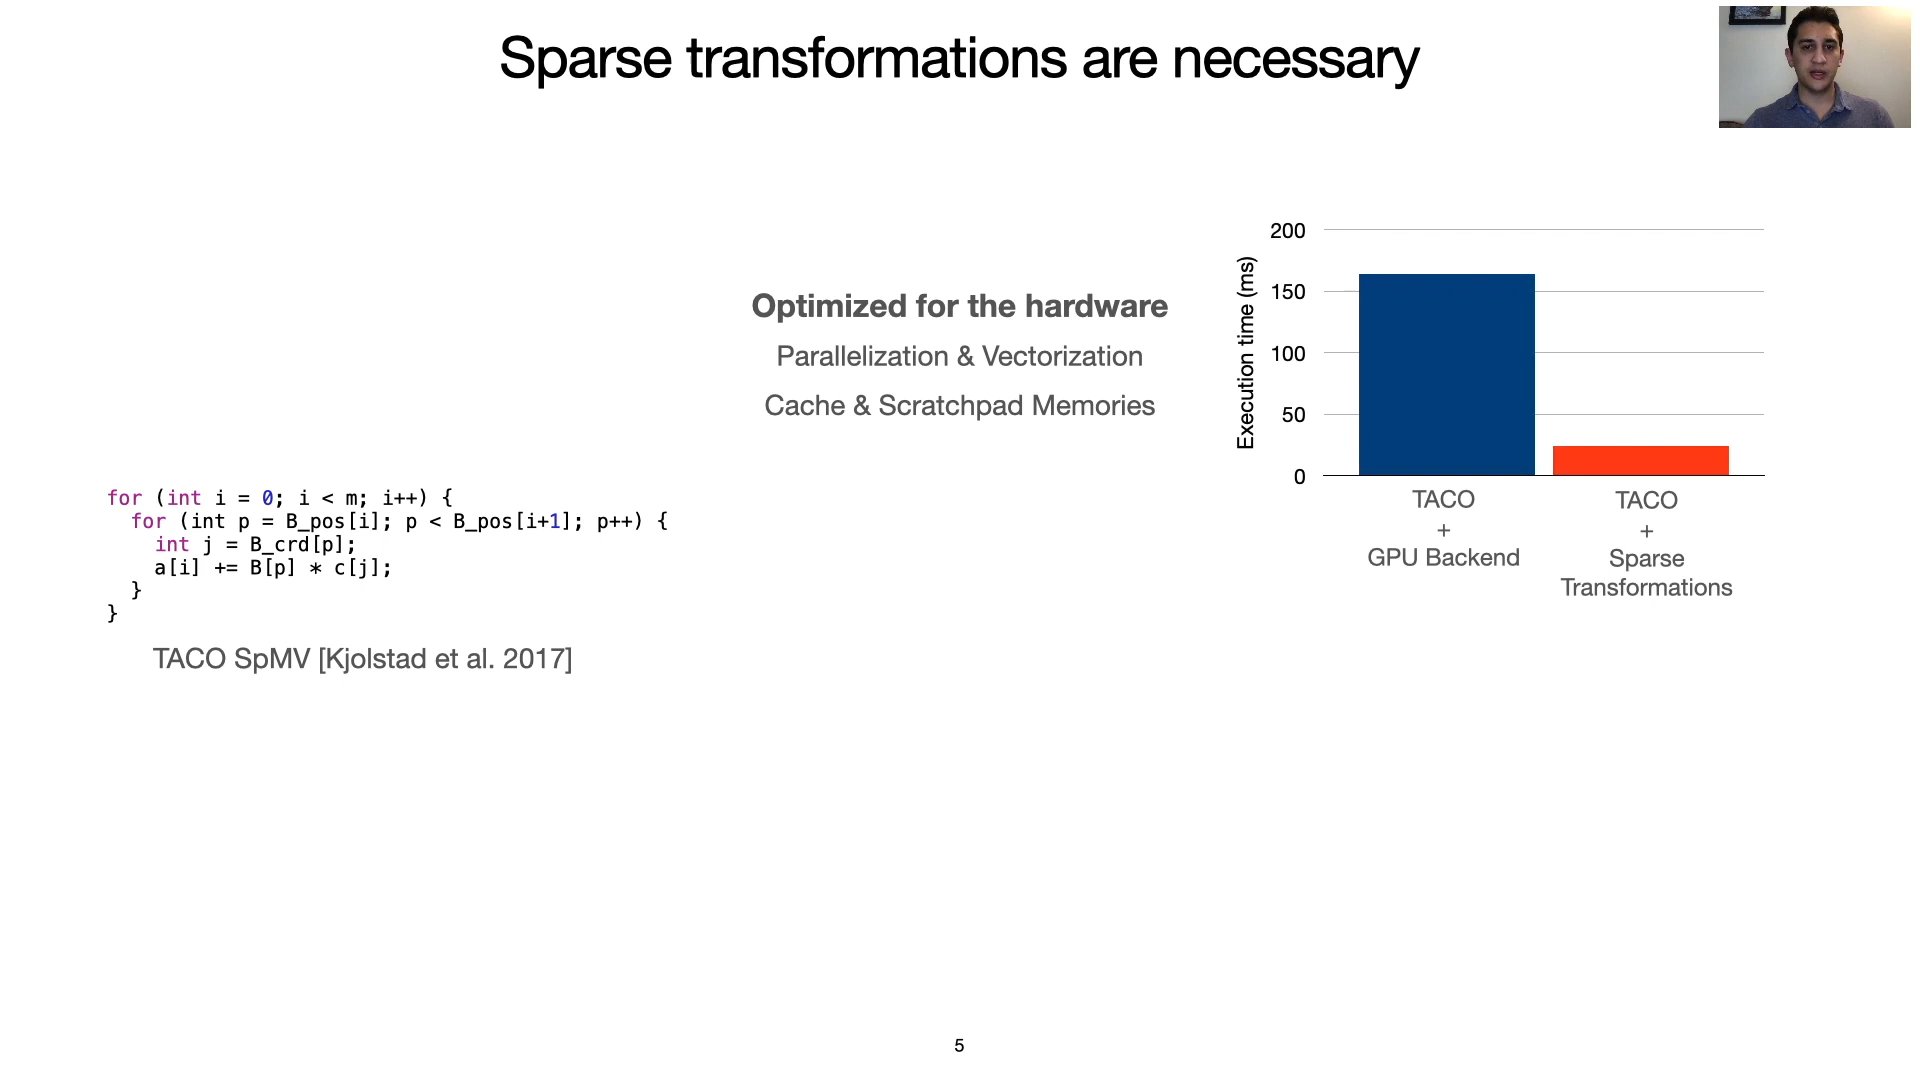 Sparse transformations are necessary
Optimized for the hardware
Parallelization & Vectorization
Cache & Scratchpad Memories
for (int i = 0; i < m; i++) {
  for (int p = B_pos[i]; p < B_pos[i+1]; p++) {
    int j = B_crd[p];
    a[i] += B[p] * c[j];
  }
}
TACO SpMV [Kjolstad et al. 2017]
Execution time (ms)
200
150
100
50
0
TACO
+
GPU Backend
TACO
+
Sparse
Transformations
5